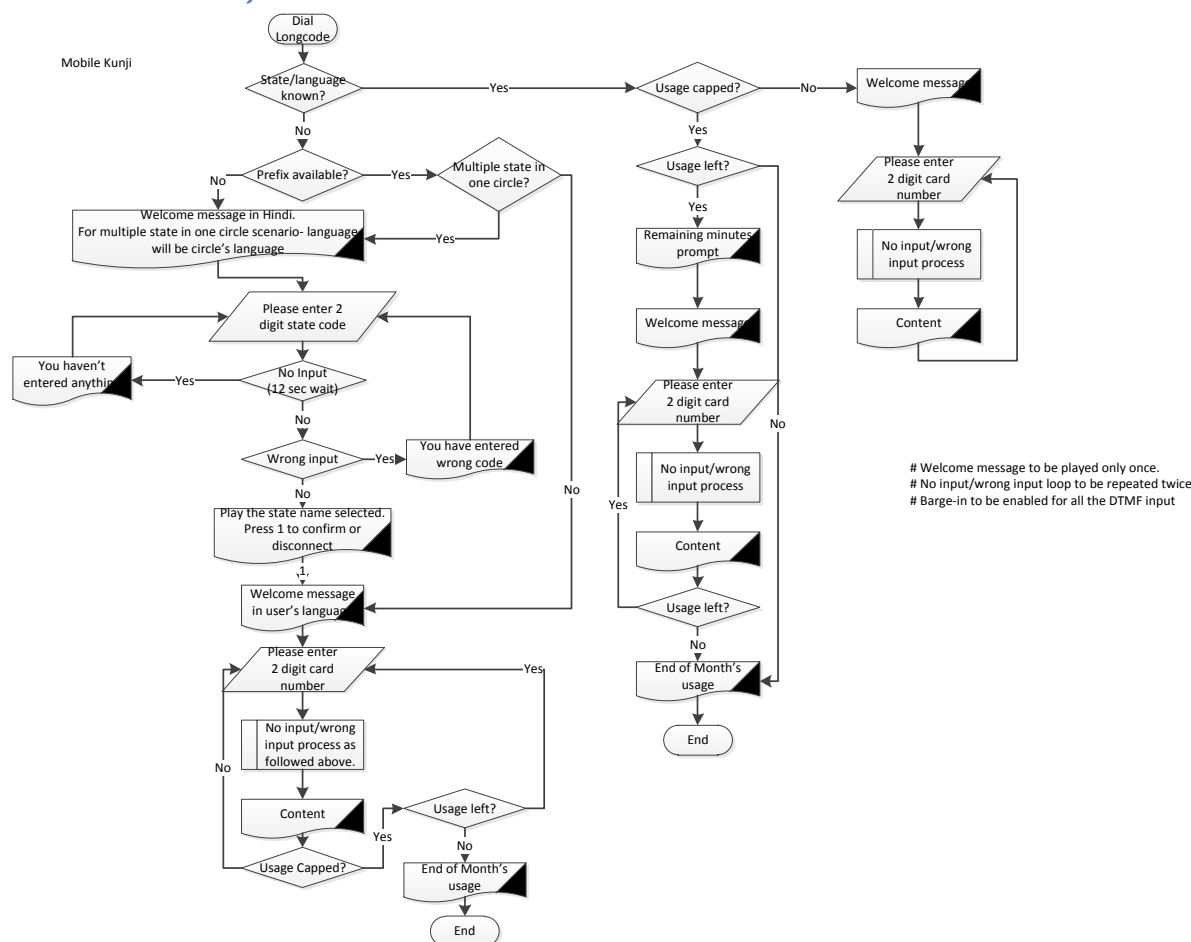 Dial
Longcode
Mobile Kunji
State/language
known?
Yes
Usage capped?
No
Welcome message
No
Yes
Prefix available?
Yes
Multiple state in
one circle?
Usage left?
Please enter
2 digit card
number
No
Yes
Welcome message in Hindi.
For multiple state in one circle scenario- language
will be circle's language
Yes
Remaining minutes
prompt
No input/wrong
input process
Please enter 2
digit state code
Welcome message
Content
You haven't
entered anything
Yes
No Input
(12 sec wait)
Please enter
2 digit card
number
No
No
Wrong input
Yes
You have entered
wrong code
No input/wrong
input process
# Welcome message to be played only once.
# No input/wrong input loop to be repeated twice
# Barge-in to be enabled for all the DTMF input
No
No
Yes
Play the state name selected.
Press 1 to confirm or
disconnect
Content
1
Welcome message
in user's language
Usage left?
No
Please enter
2 digit card
number
Yes
End of Month's
usage
No input/wrong
input process as
followed above.
End
No
Content
Usage left?
Yes
No
Usage Capped?
End of Month's
usage
End